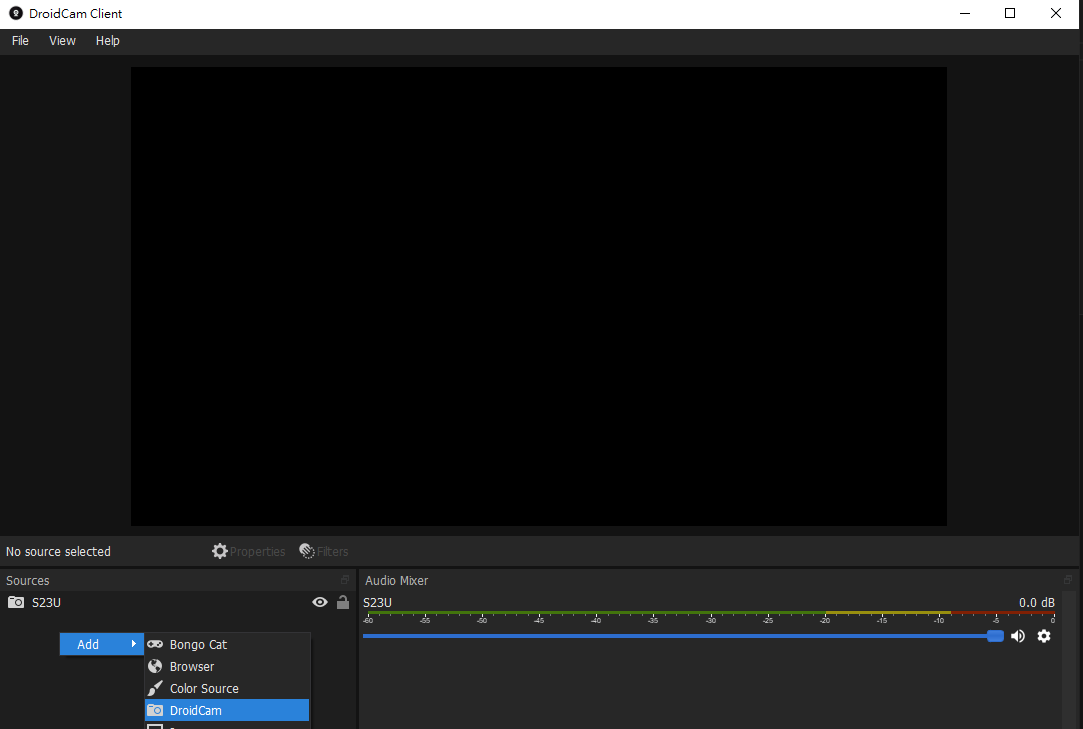 DroidCam Client
File View Help
No source selected Properties Filters
Sources
S23U
Add
Bongo Cat
Browser
Color Source
DroidCam
Audio Mixer
S23U 0.0 dB
-60 -55 -50 -45 -40 -35 -30 -25 -20 -15 -10 -5 0